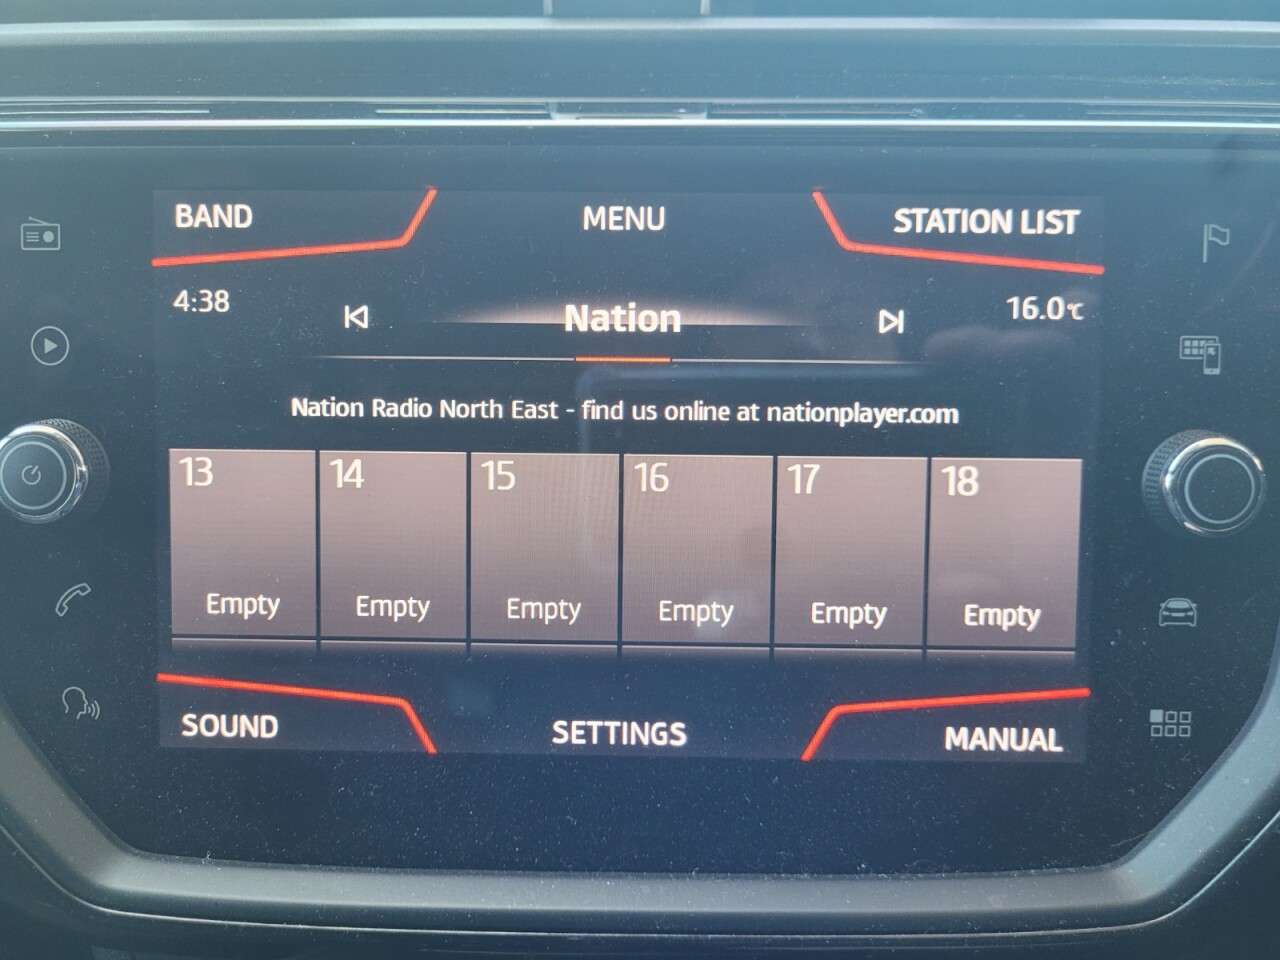 BAND MENU STATION LIST
4:38 Nation 16.0°C
Nation Radio North East - find us online at nationplayer.com
13 14 15 16 17 18
Empty Empty Empty Empty Empty Empty
SOUND SETTINGS MANUAL